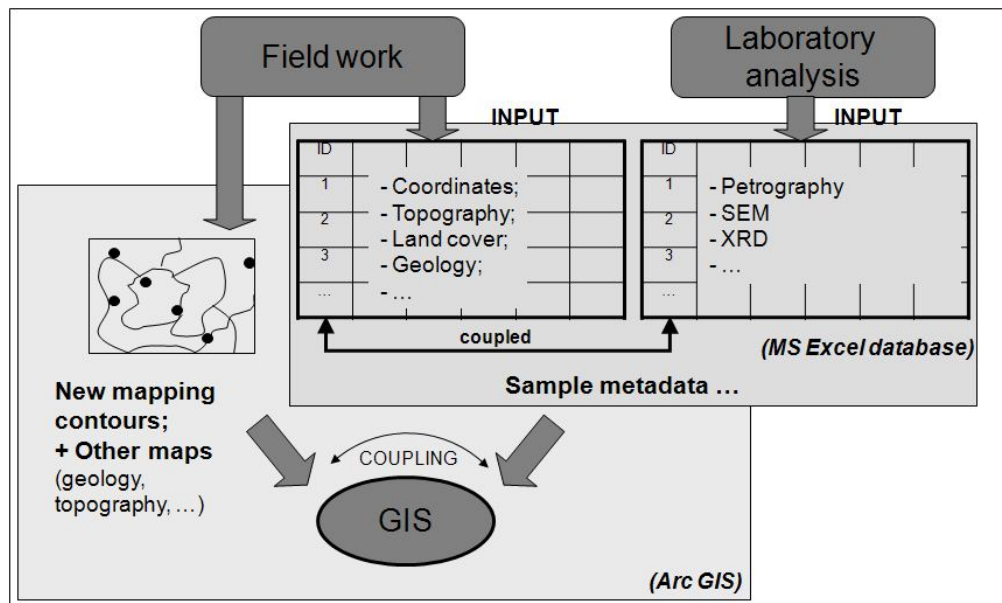 Field work
Laboratory
analysis
INPUT
INPUT
ID
1
2
3
...
- Coordinates;
- Topography;
- Land cover;
- Geology;
- ...
ID
1
2
3
...
- Petrography
- SEM
- XRD
- ...
coupled
(MS Excel database)
Sample metadata ...
New mapping
contours;
+ Other maps
(geology,
topography, ...)
COUPLING
GIS
(Arc GIS)